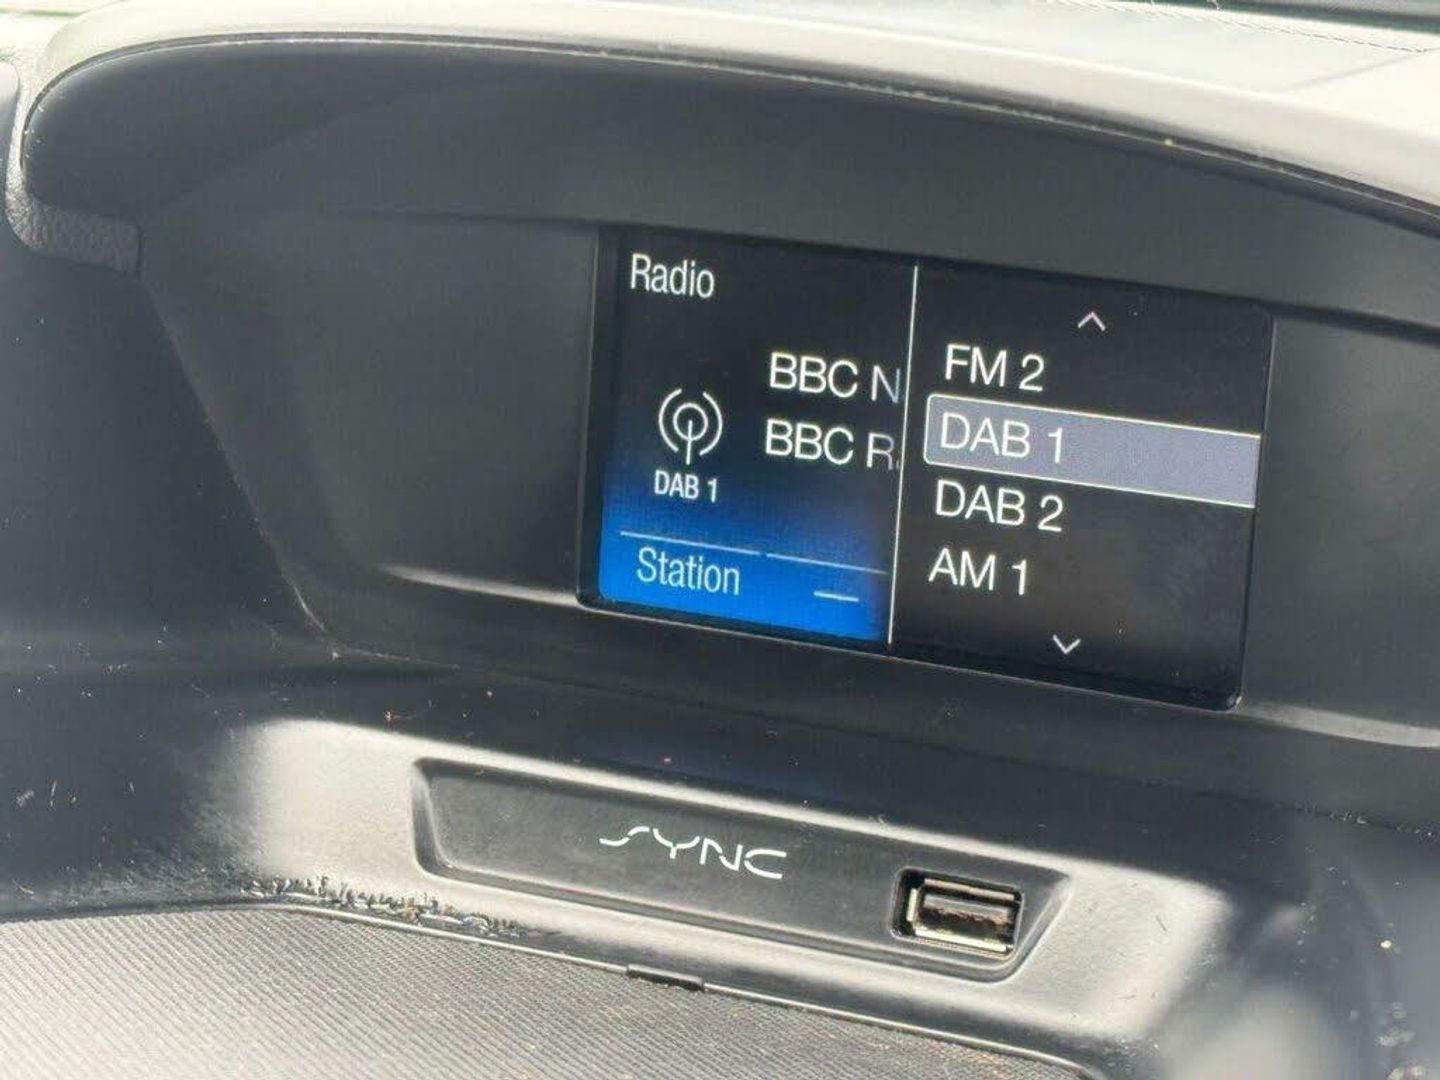 Radio
BBC N
BBC R
DAB 1
Station
FM 2
DAB 1
DAB 2
AM 1
SYNC